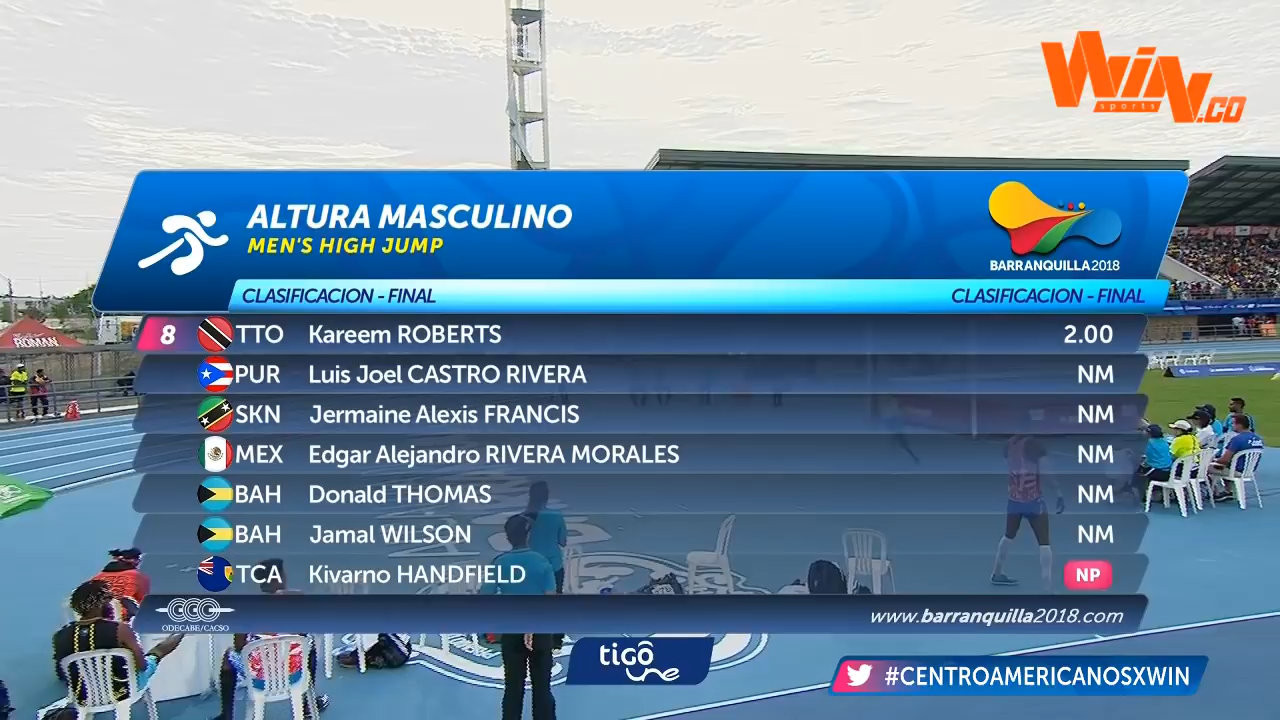 WiN.CO
sports
ALTURA MASCULINO
MEN'S HIGH JUMP
BARRANQUILLA2018
CLASIFICACION - FINAL CLASIFICACION - FINAL
8 TTO Kareem ROBERTS 2.00
PUR Luis Joel CASTRO RIVERA NM
SKN Jermaine Alexis FRANCIS NM
MEX Edgar Alejandro RIVERA MORALES NM
BAH Donald THOMAS NM
BAH Jamal WILSON NM
TCA Kivarno HANDFIELD NP
ROMAN
ODECABE/CACSO
www.barranquilla2018.com
tigô
une
#CENTROAMERICANOSXWIN